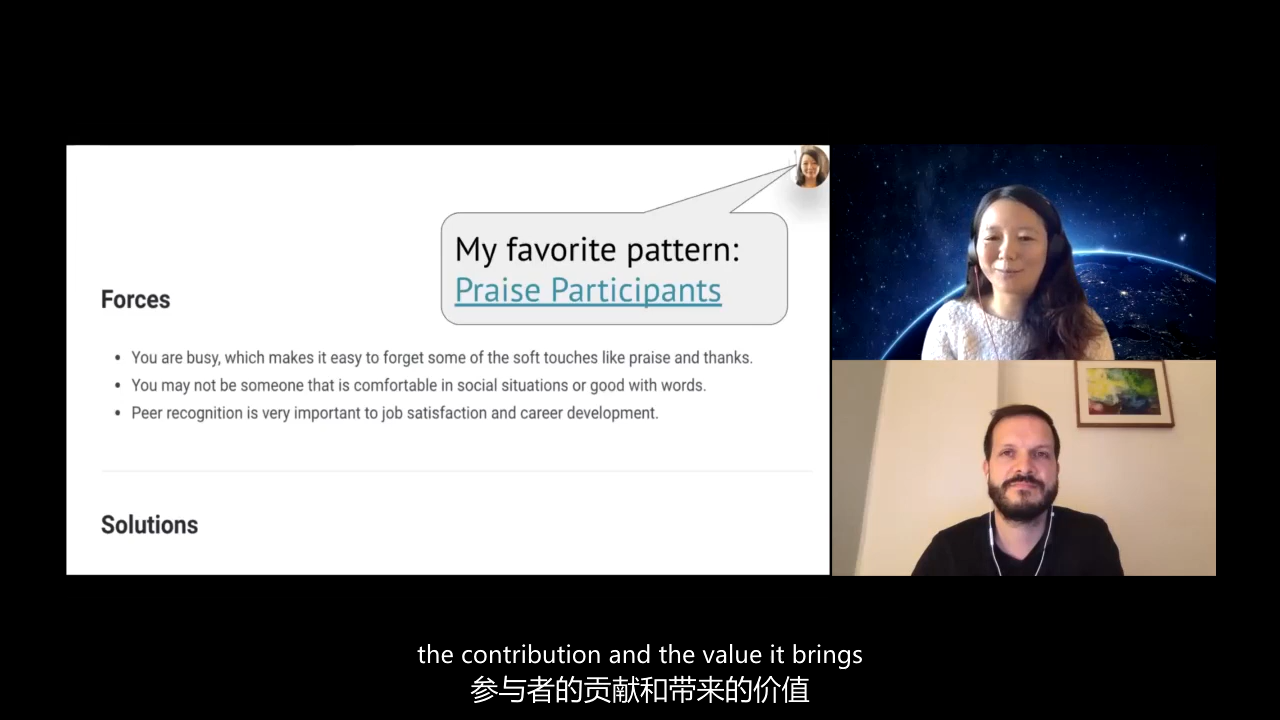 My favorite pattern:
Praise Participants
Forces
You are busy, which makes it easy to forget some of the soft touches like praise and thanks.
You may not be someone that is comfortable in social situations or good with words.
Peer recognition is very important to job satisfaction and career development.
Solutions
the contribution and the value it brings
参与者的贡献和带来的价值